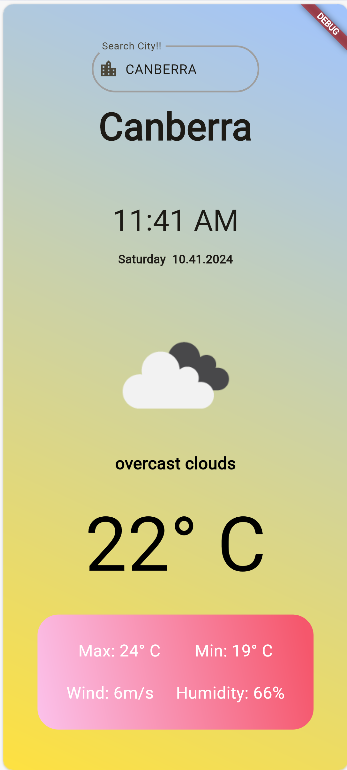 DEBUG
Search City!!
CANBERRA
Canberra
11:41 AM
Saturday 10.41.2024
overcast clouds
22° C
Max: 24° C Min: 19° C
Wind: 6m/s Humidity: 66%